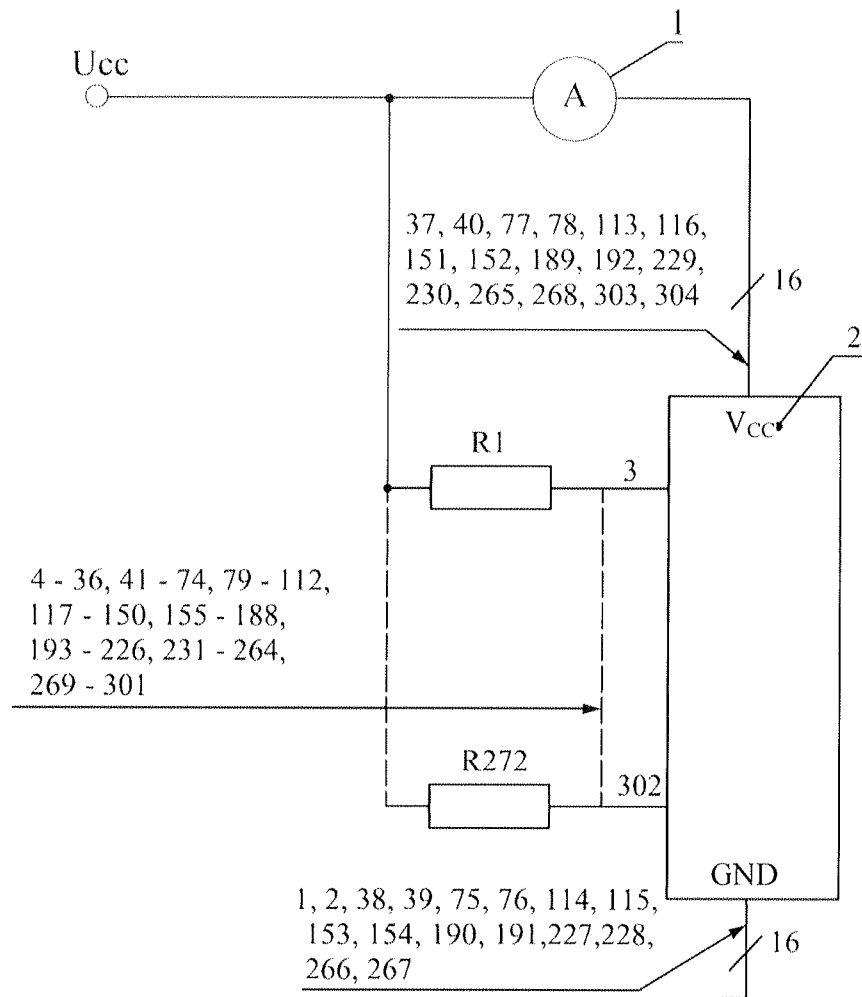 1
Ucc
A
37, 40, 77, 78, 113, 116,
151, 152, 189, 192, 229,
230, 265, 268, 303, 304
16
2
VCC
R1
3
4 - 36, 41 - 74, 79 - 112,
117 - 150, 155 - 188,
193 - 226, 231 - 264,
269 - 301
R272
302
GND
1, 2, 38, 39, 75, 76, 114, 115,
153, 154, 190, 191,227,228,
266, 267
16